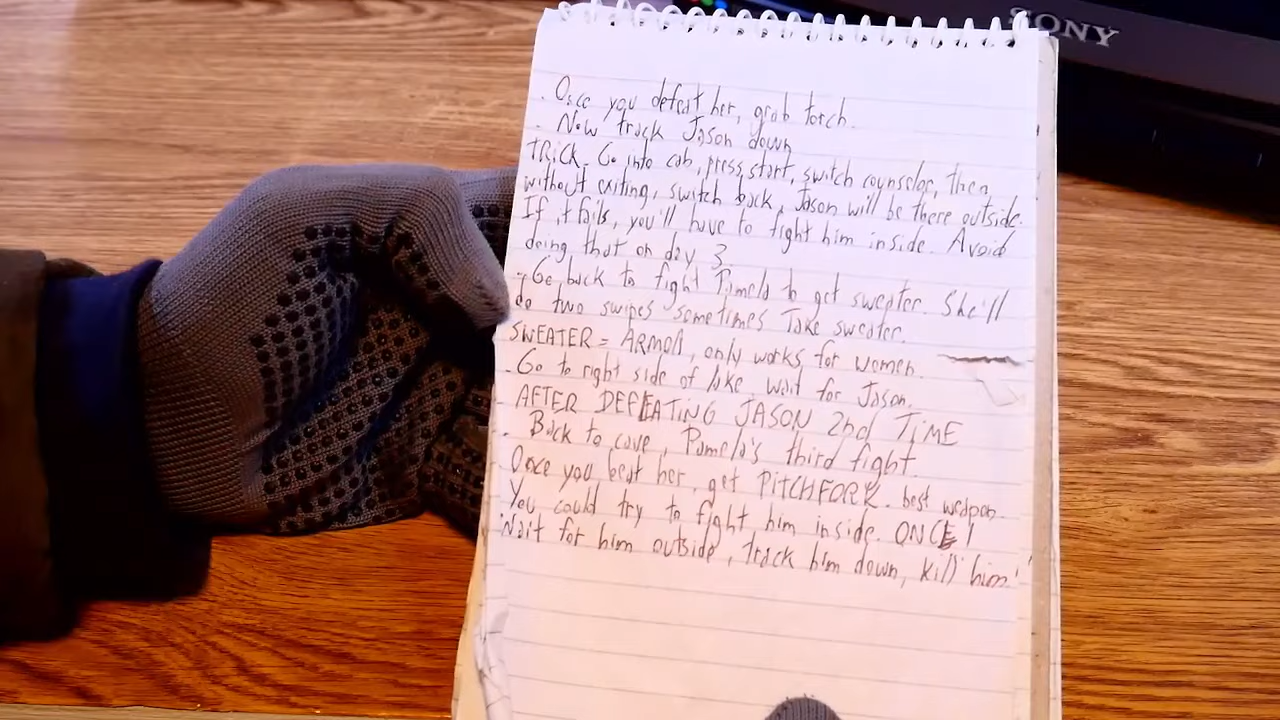 SONY
. Once you defeat her, grab torch.
- Now track Jason down
TRICK. Go into cab, press start, switch counselor, then
without exiting, switch back, Jason will be there outside.
If it fails, you'll have to fight him inside. Avoid
doing that on day 3.
- Go back to fight Pamela to get sweater. She'll
do two swipes sometimes Take sweater.
SWEATER = ARMOR, only works for women.
. Go to right side of lake wait for Jason.
AFTER DEFEATING JASON 2nd TIME
. Back to cave, Pamela's third fight.
Once you beat her, get PITCHFORK. best weapon.
You could try to fight him inside. ONCE!
Wait for him outside, track him down, kill him!